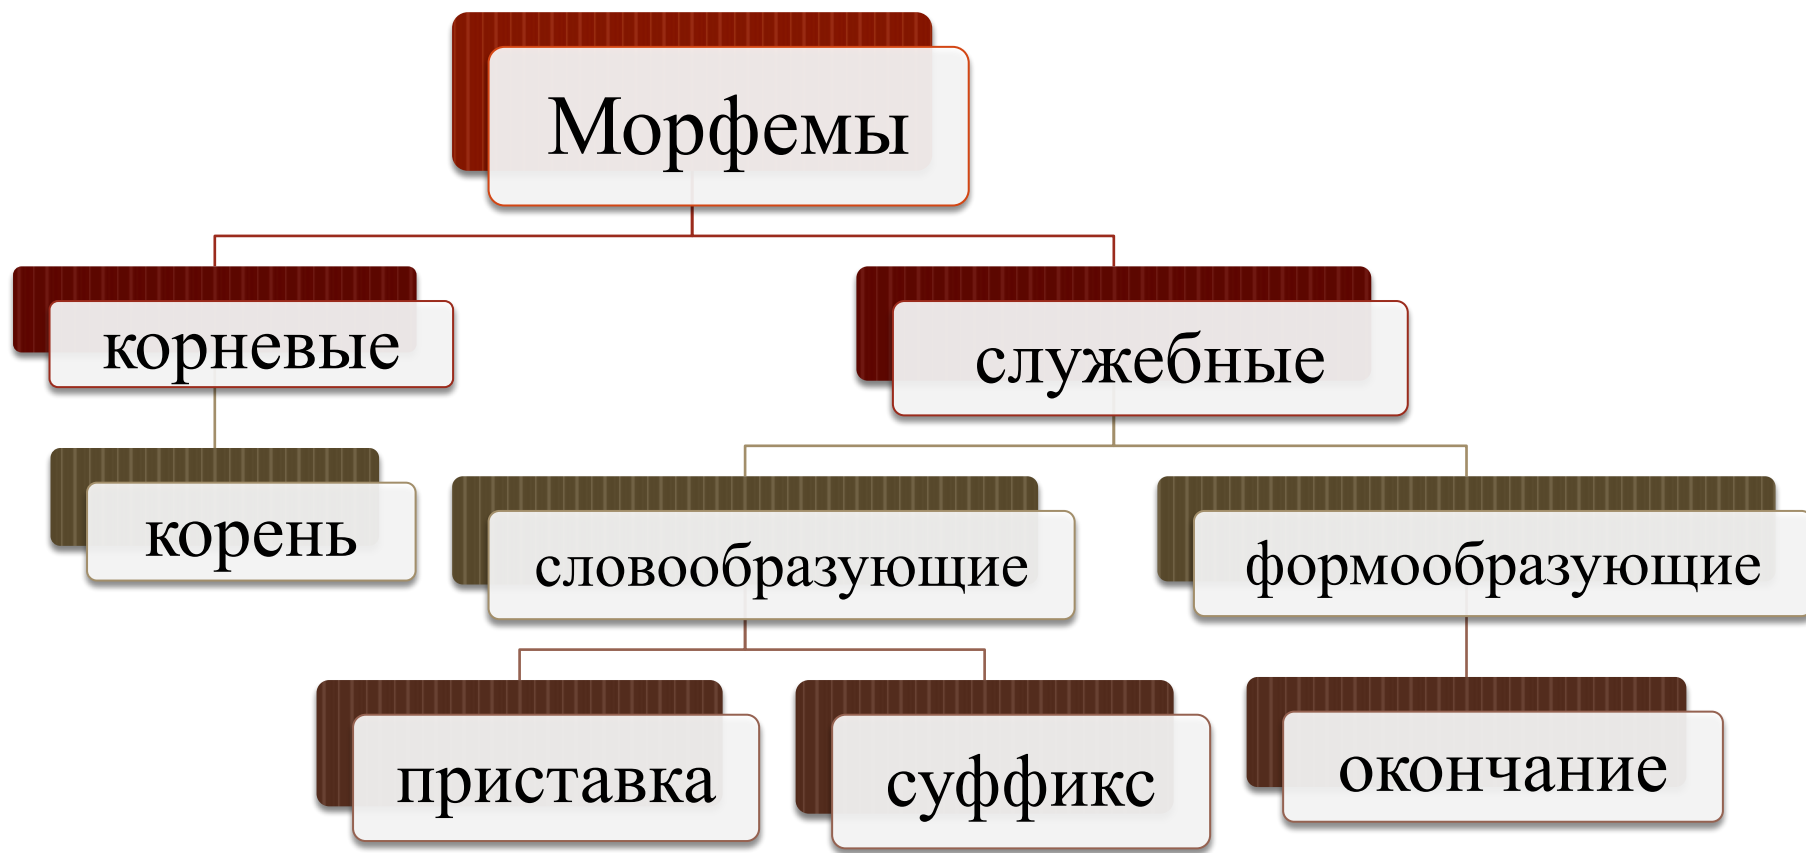 Морфемы
корневые
служебные
корень
словообразующие
формообразующие
приставка
суффикс
окончание